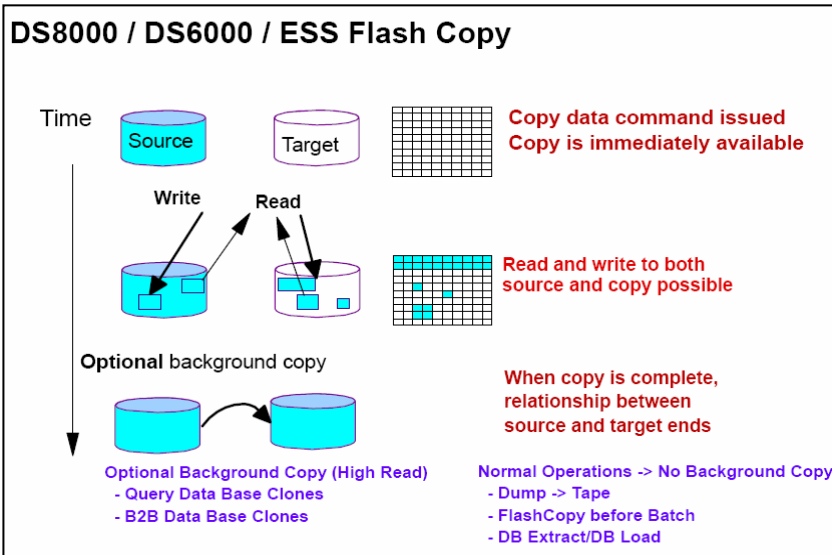 DS8000 / DS6000 / ESS Flash Copy
Time
Source
Target
Copy data command issued
Copy is immediately available
Write
Read
Read and write to both
source and copy possible
Optional background copy
When copy is complete,
relationship between
source and target ends
Optional Background Copy (High Read)
- Query Data Base Clones
- B2B Data Base Clones
Normal Operations -> No Background Copy
- Dump -> Tape
- FlashCopy before Batch
- DB Extract/DB Load